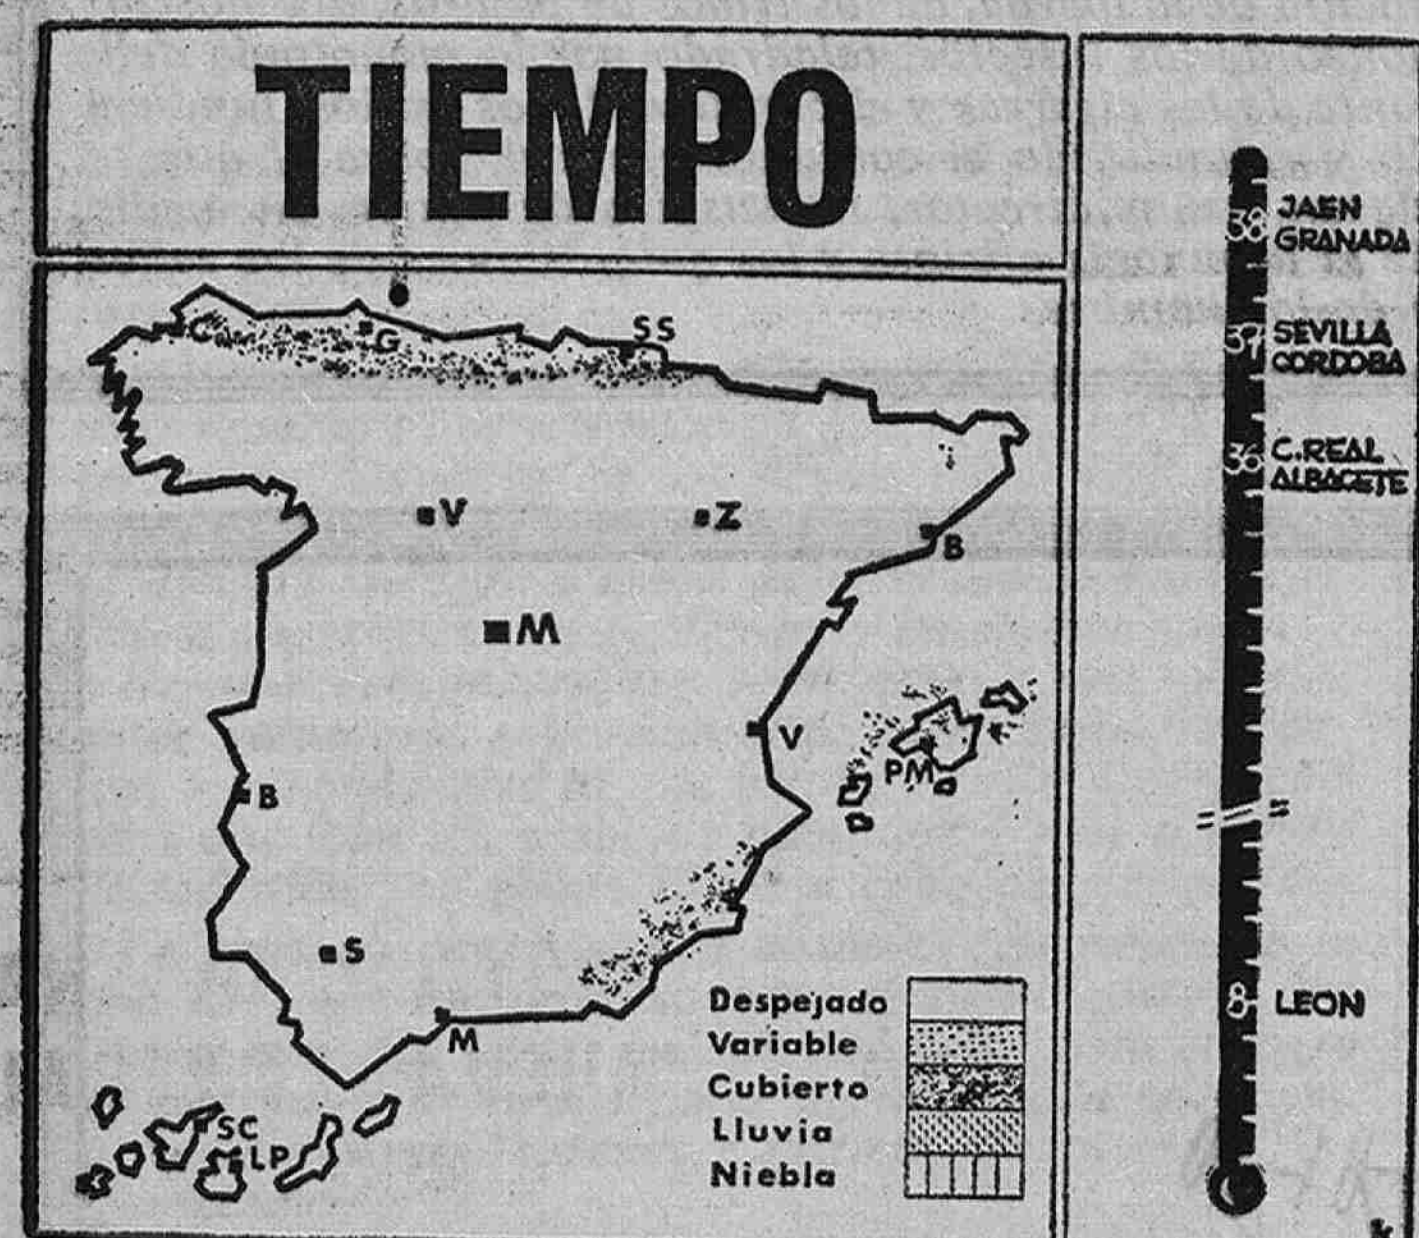 TIEMPO
C
G
SS
V
Z
B
M
V
PM
B
S
M
SC
LP
Despejado
Variable
Cubierto
Lluvia
Niebla
38 JAEN
GRANADA
37 SEVILLA
CORDOBA
36 C.REAL
ALBACETE
8 LEON